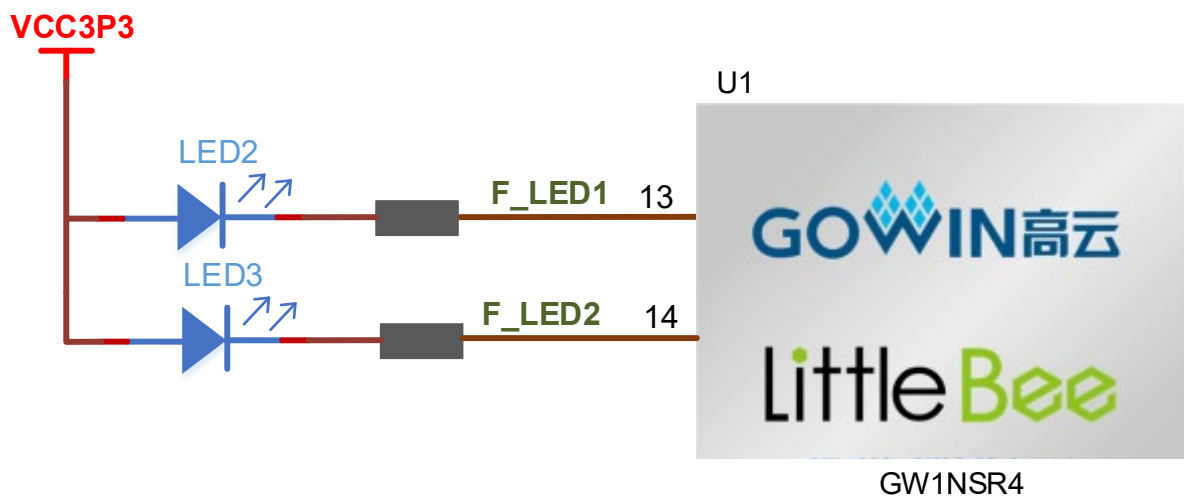 VCC3P3
U1
LED2
F_LED1
13
GOWIN高云
LED3
F_LED2
14
LittleBee
GW1NSR4